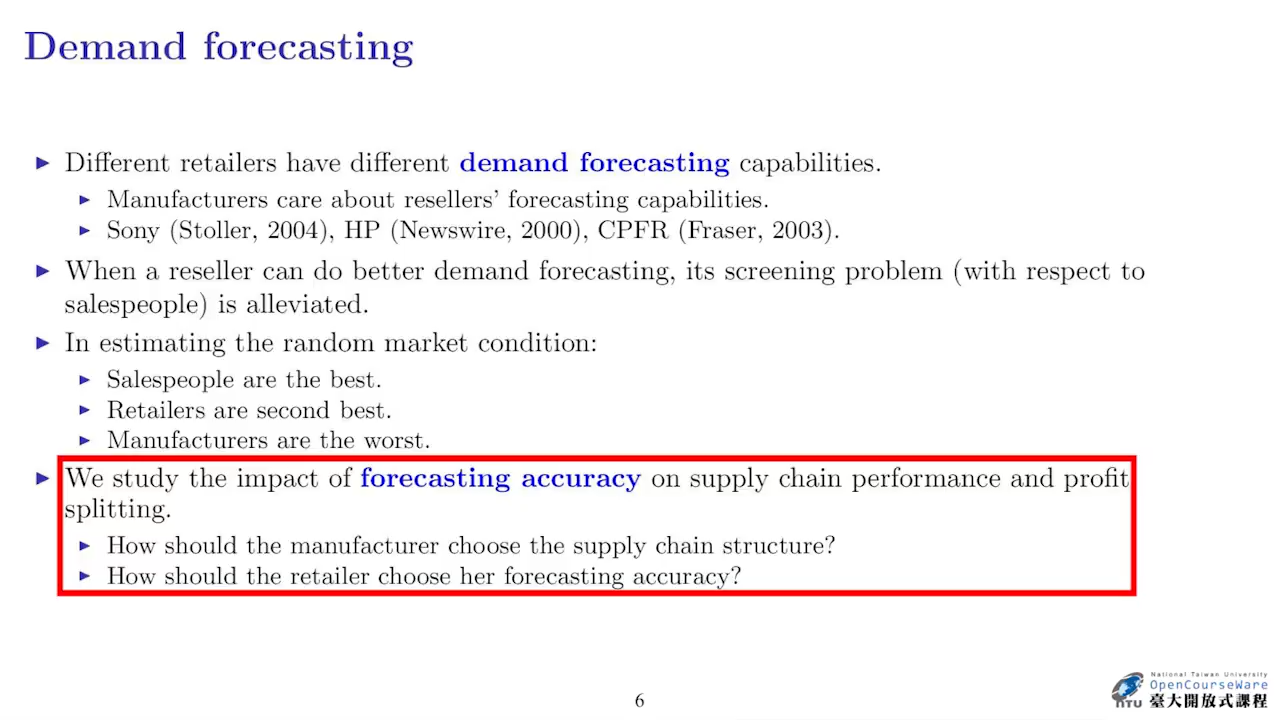 Demand forecasting
Different retailers have different demand forecasting capabilities.
Manufacturers care about resellers' forecasting capabilities.
Sony (Stoller, 2004), HP (Newswire, 2000), CPFR (Fraser, 2003).
When a reseller can do better demand forecasting, its screening problem (with respect to
salespeople) is alleviated.
In estimating the random market condition:
Salespeople are the best.
Retailers are second best.
Manufacturers are the worst.
We study the impact of forecasting accuracy on supply chain performance and profit
splitting.
How should the manufacturer choose the supply chain structure?
How should the retailer choose her forecasting accuracy?
6
National Taiwan University
OpenCourseWare
NTU 臺大開放式課程